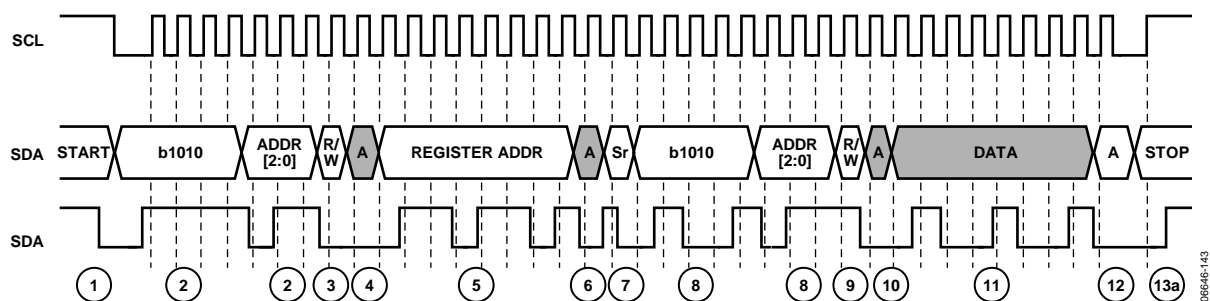 SCL
SDA START b1010 ADDR [2:0] R/W A REGISTER ADDR A Sr b1010 ADDR [2:0] R/W A DATA A STOP
SDA
1 2 2 3 4 5 6 7 8 8 9 10 11 12 13a
06646-143